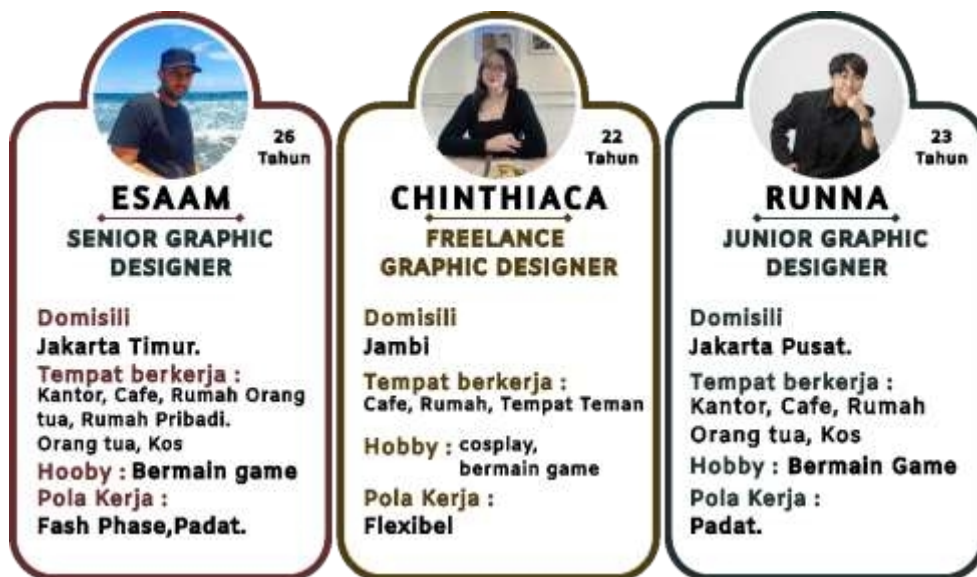 26
Tahun
ESAAM
SENIOR GRAPHIC
DESIGNER
Domisili
Jakarta Timur.
Tempat berkerja :
Kantor, Cafe, Rumah Orang
tua, Rumah Pribadi.
Orang tua, Kos
Hooby : Bermain game
Pola Kerja :
Fash Phase,Padat.
22
Tahun
CHINTHIACA
FREELANCE
GRAPHIC DESIGNER
Domisili
Jambi
Tempat berkerja :
Cafe, Rumah, Tempat Teman
Hobby : cosplay,
bermain game
Pola Kerja :
Flexibel
23
Tahun
RUNNA
JUNIOR GRAPHIC
DESIGNER
Domisili
Jakarta Pusat.
Tempat berkerja :
Kantor, Cafe, Rumah
Orang tua, Kos
Hobby : Bermain Game
Pola Kerja :
Padat.